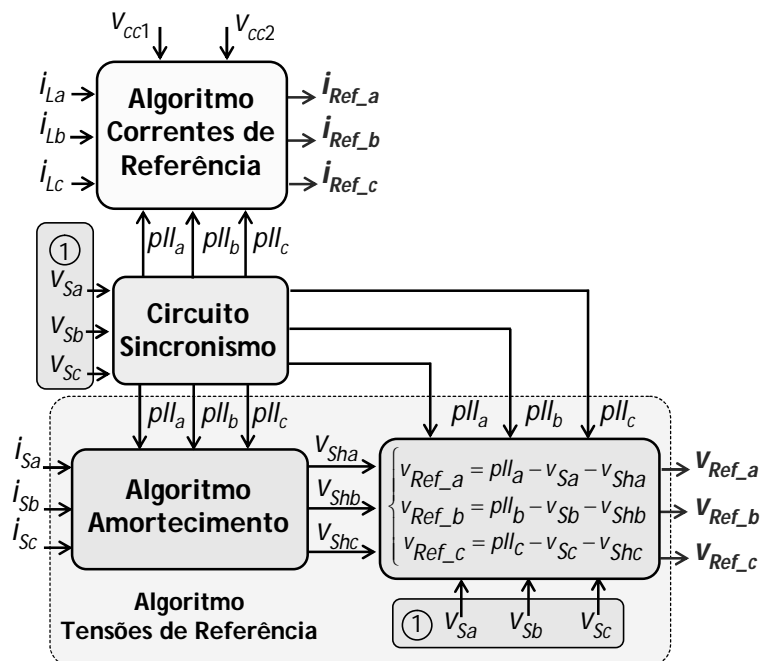 v_cc1 v_cc2
i_La
i_Lb
i_Lc
Algoritmo
Correntes de
Referência
i_Ref_a
i_Ref_b
i_Ref_c
pll_a pll_b pll_c
①
v_Sa
v_Sb
v_Sc
Circuito
Sincronismo
pll_a pll_b pll_c
pll_a pll_b pll_c
i_Sa
i_Sb
i_Sc
Algoritmo
Amortecimento
v_Sha
v_Shb
v_Shc
v_Ref_a = pll_a – v_Sa – v_Sha
v_Ref_b = pll_b – v_Sb – v_Shb
v_Ref_c = pll_c – v_Sc – v_Shc
v_Ref_a
v_Ref_b
v_Ref_c
Algoritmo
Tensões de Referência
① v_Sa v_Sb v_Sc